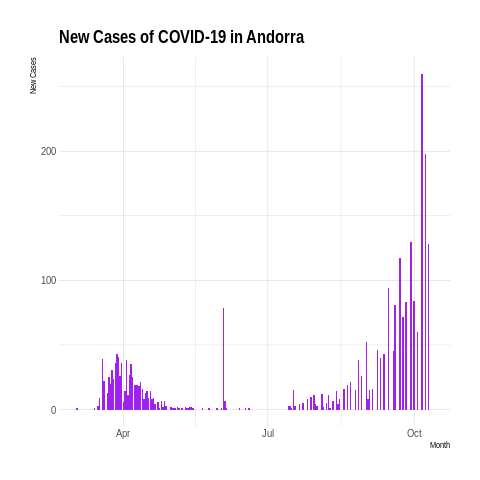 New Cases of COVID-19 in Andorra
New Cases
200
100
0
Apr
Jul
Oct
Month